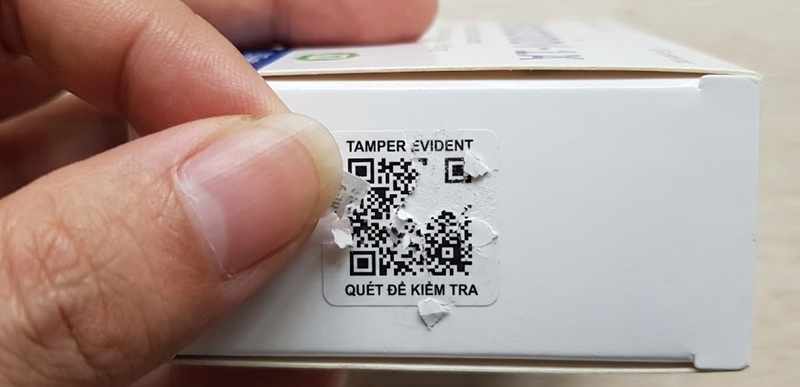 TAMPER EVIDENT
QUÉT ĐỂ KIỂM TRA